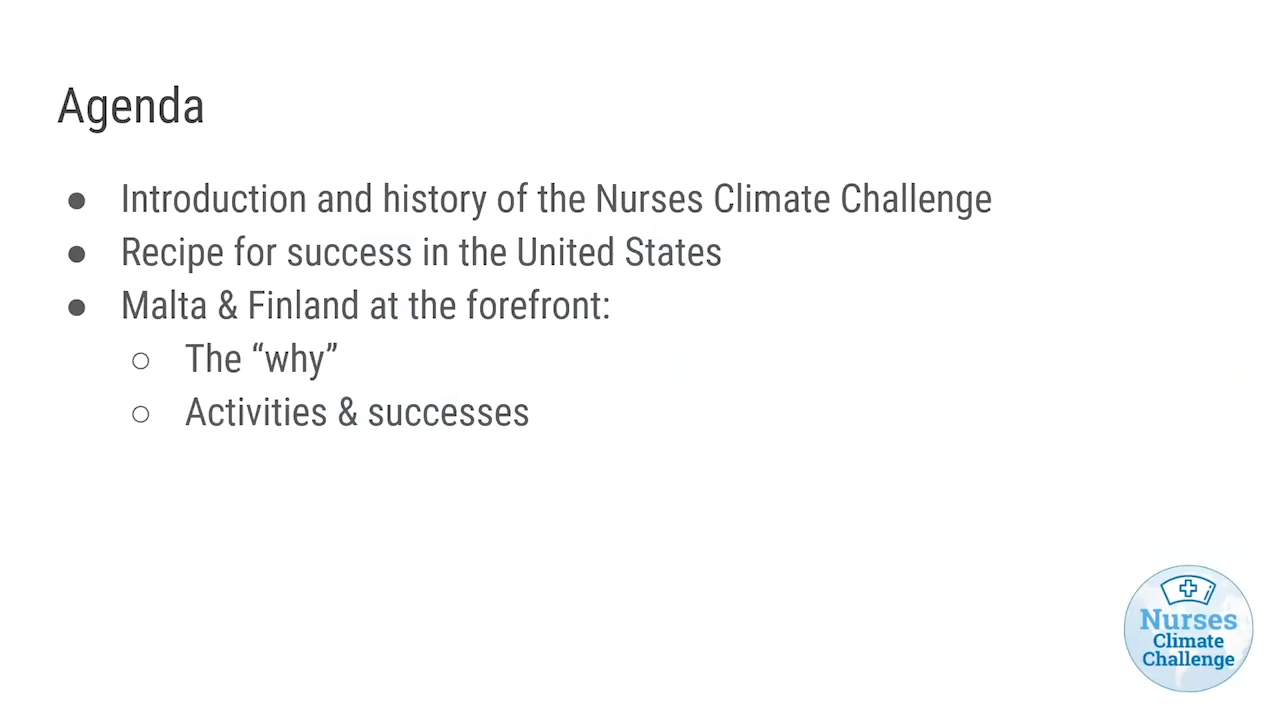 Agenda
● Introduction and history of the Nurses Climate Challenge
● Recipe for success in the United States
● Malta & Finland at the forefront:
○ The “why”
○ Activities & successes
Nurses
Climate
Challenge